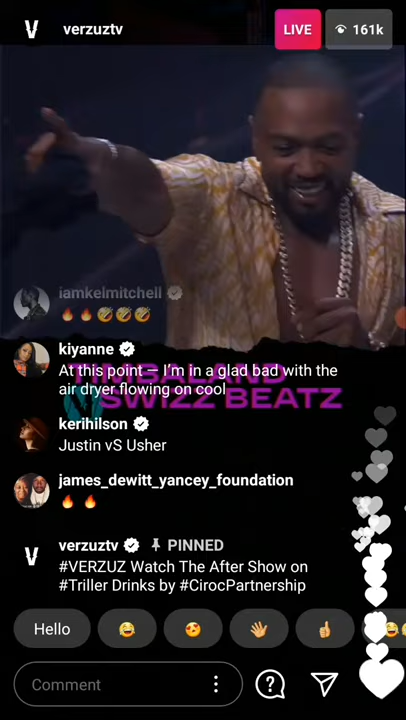 verzuztv
LIVE
161k
iamkelmitchell
🔥🔥🤣🤣🤣
kiyanne
At this point – I'm in a glad bad with the
air dryer flowing on cool
TIMBALAND
VS SWIZZ BEATZ
kerihilson
Justin vS Usher
james_dewitt_yancey_foundation
🔥 🔥
verzuztv PINNED
#VERZUZ Watch The After Show on
#Triller Drinks by #CirocPartnership
Hello 😂 😍 👋 👍 😂
Comment